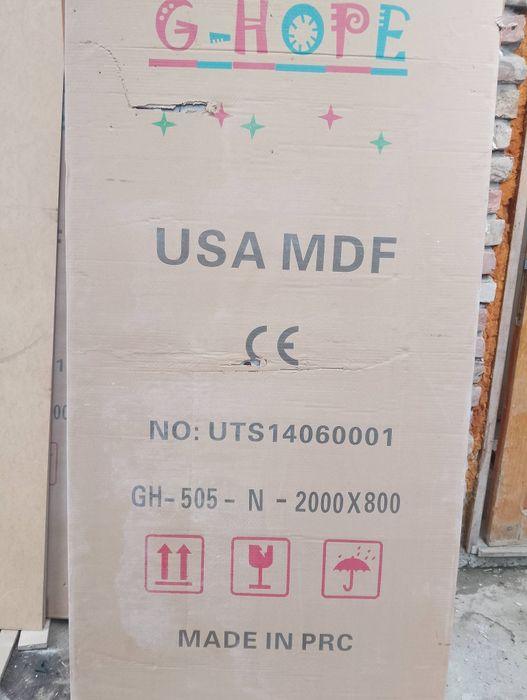 G-HOPE
USA MDF
CE
NO: UTS14060001
GH-505-N-2000X800
MADE IN PRC